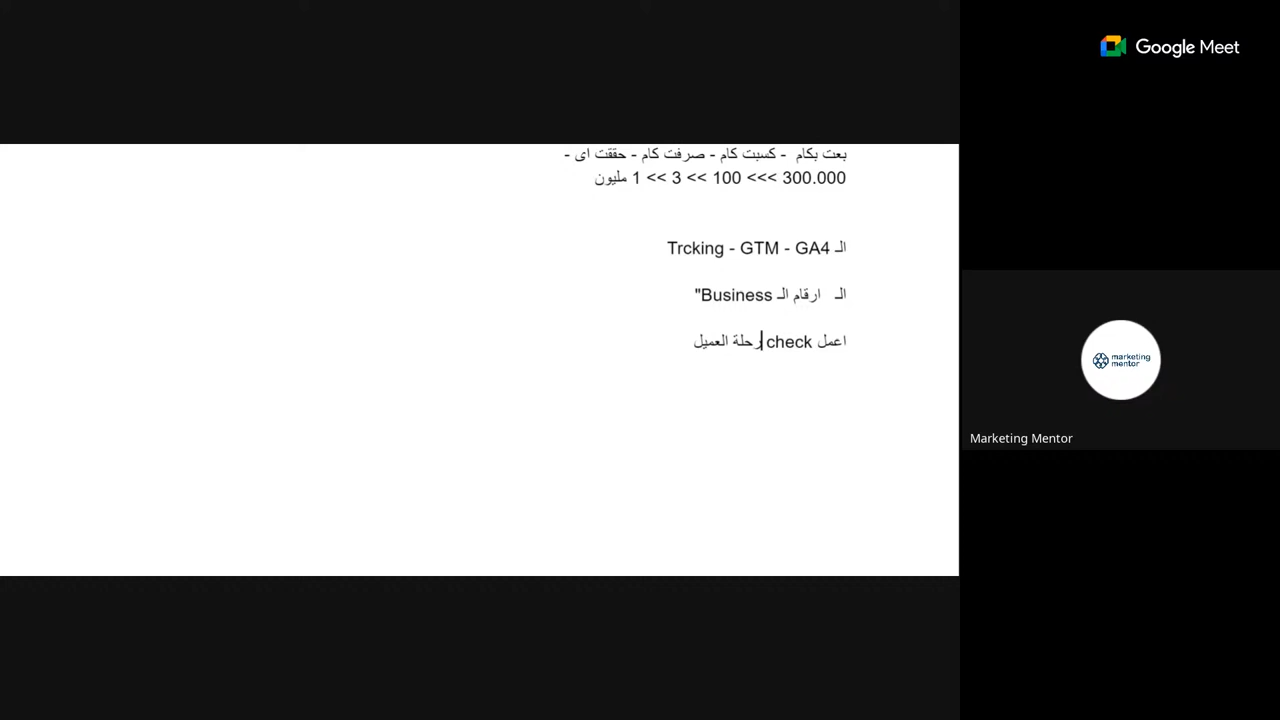 Google Meet
بعت بكام - كسبت كام - صرفت كام - حققت اى -
300.000 >>> 100 >> 3 >> 1 مليون
الـ Trcking - GTM - GA4
الـ ارقام الـ Business"
اعمل check رحلة العميل
marketing
mentor
Marketing Mentor